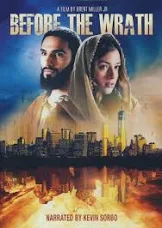 A FILM BY BRENT MILLER JR
BEFORE THE WRATH
NARRATED BY KEVIN SORBO